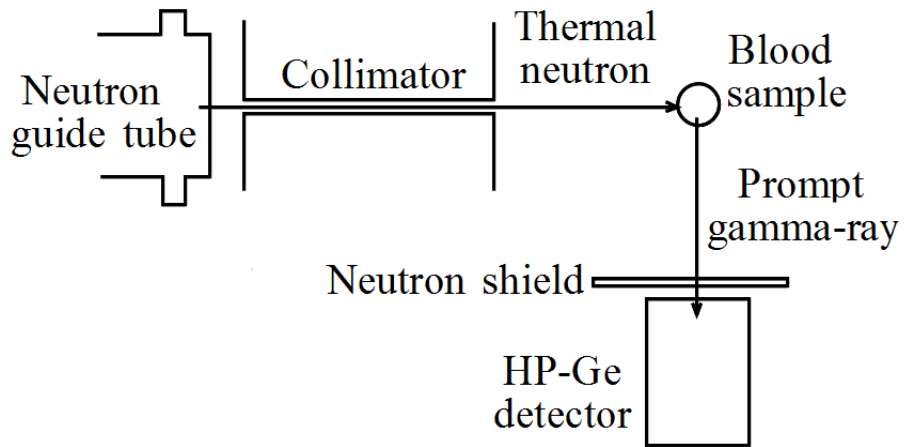 Neutron
guide tube
Collimator
Thermal
neutron
Blood
sample
Prompt
gamma-ray
Neutron shield
HP-Ge
detector